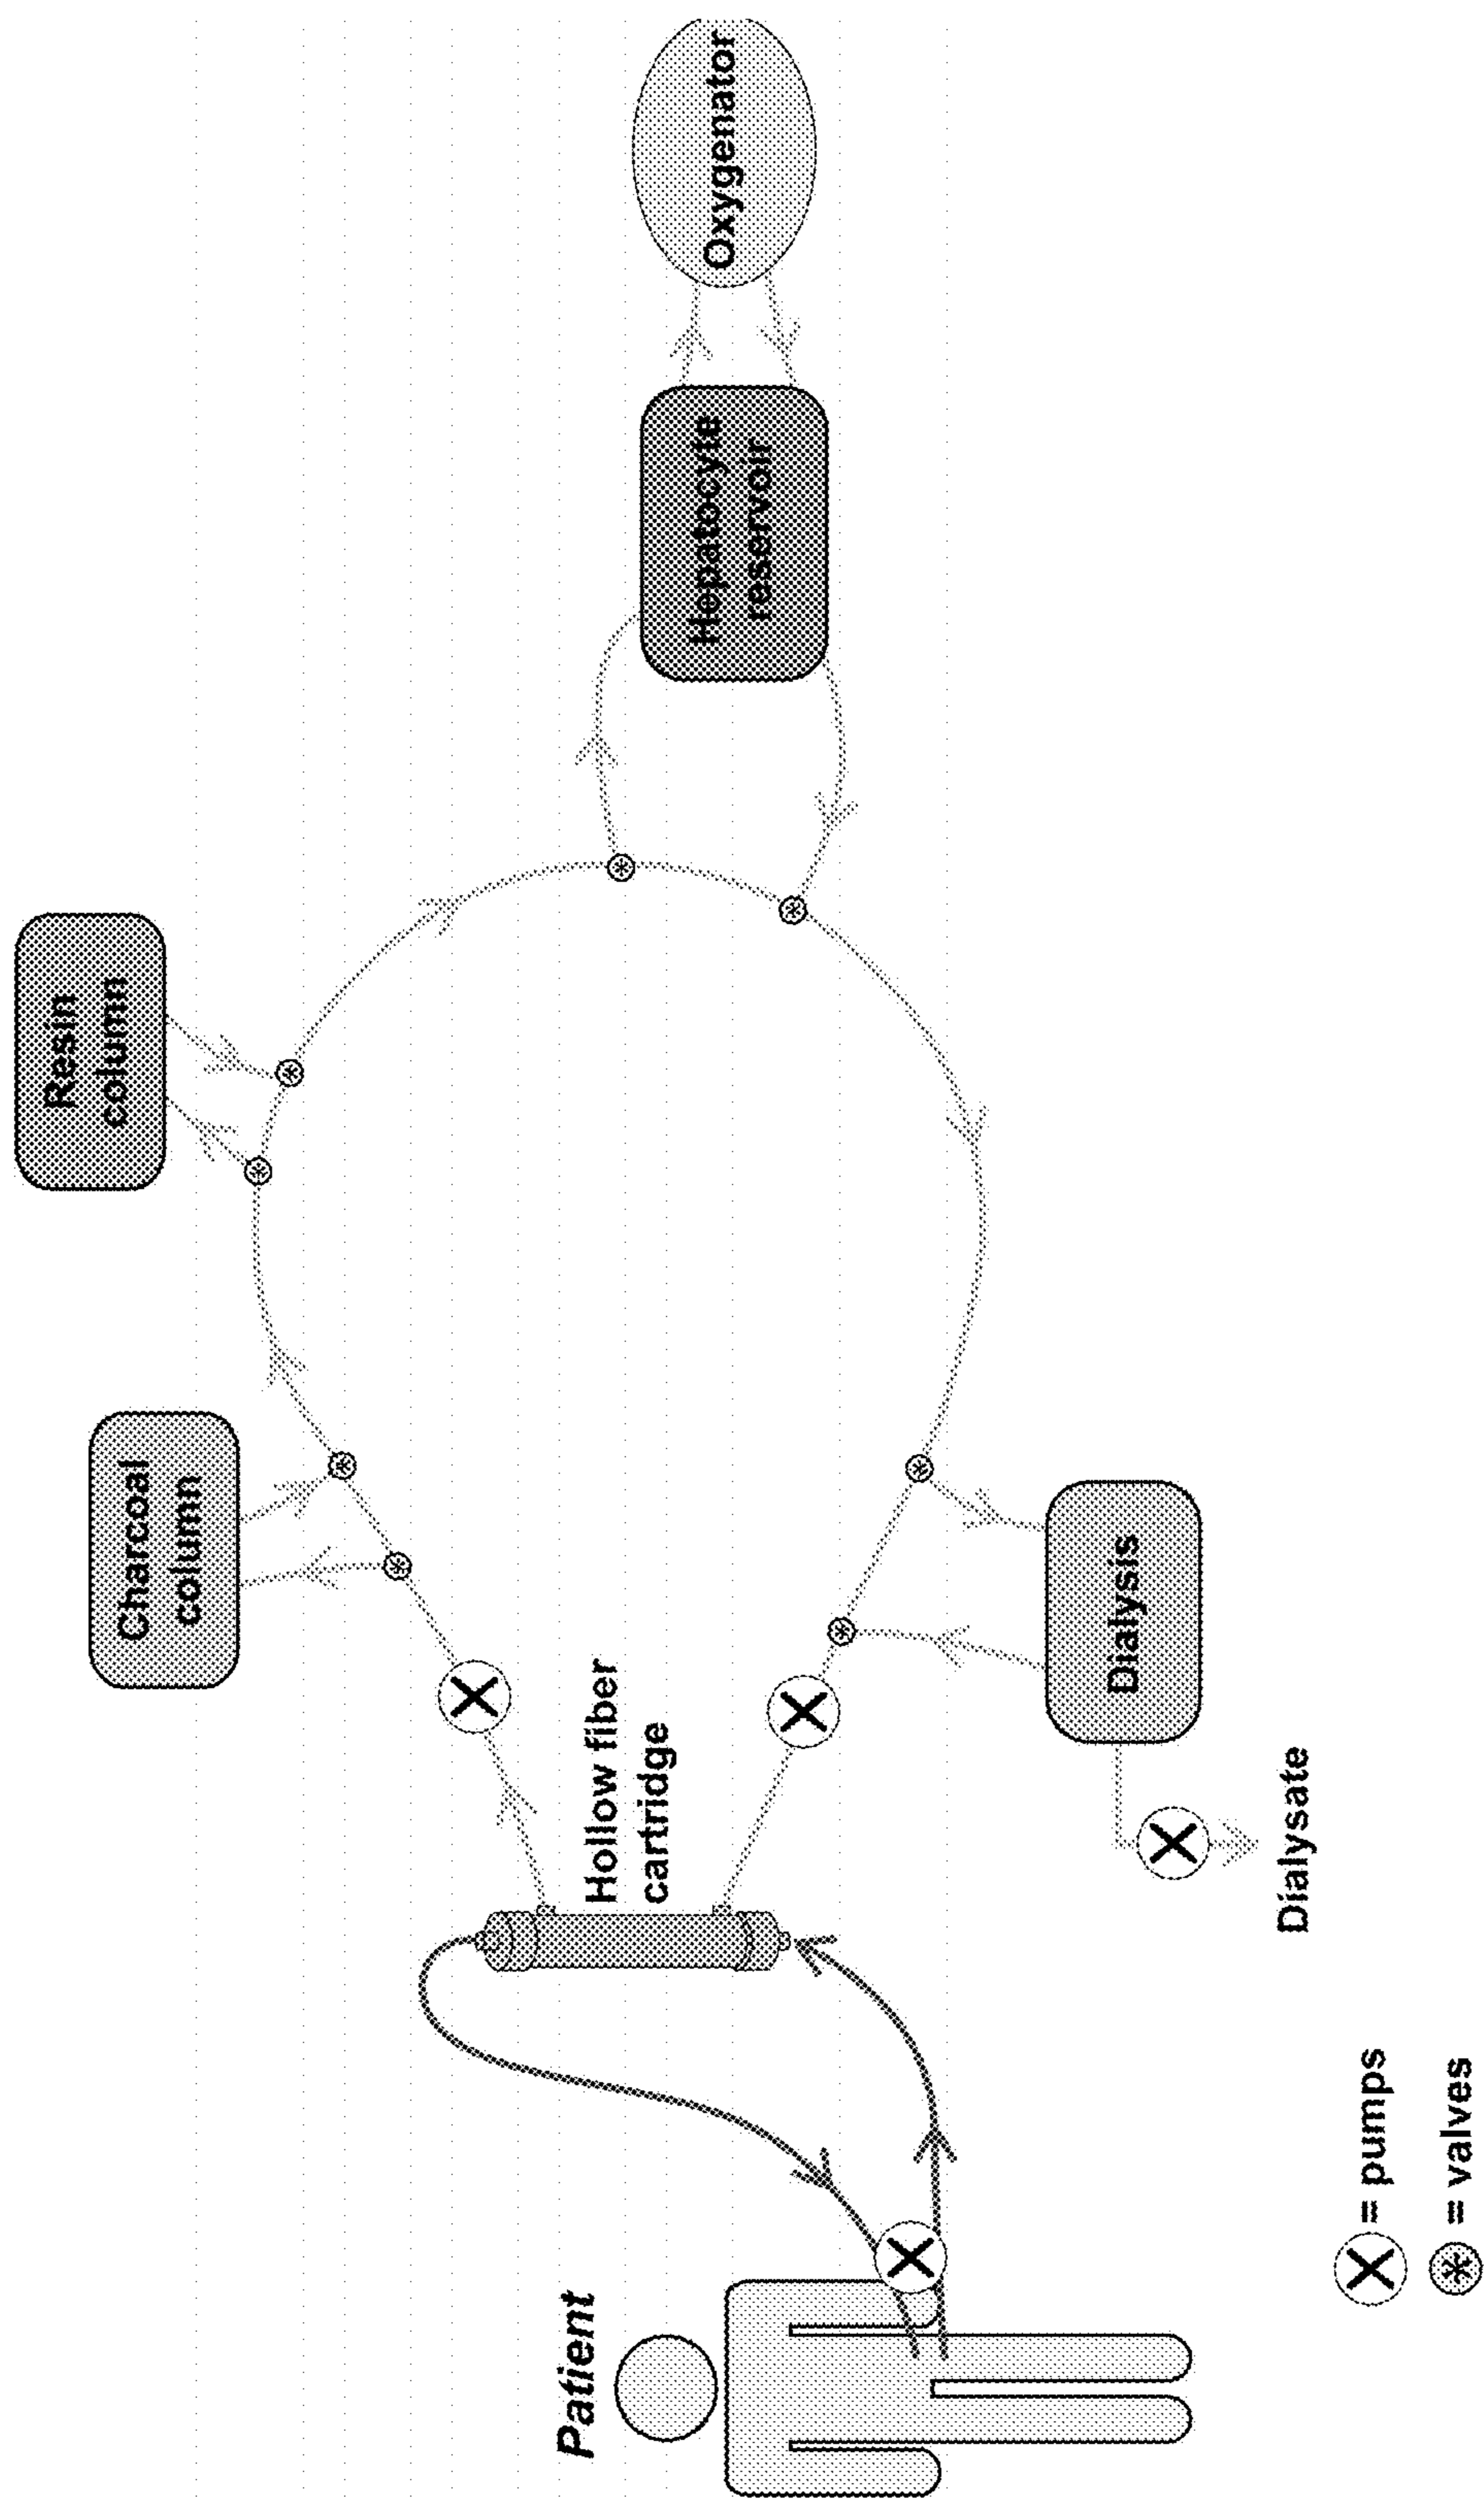 Resin
column
Charcoal
column
Oxygenator
Hepatocyte
reservoir
Hollow fiber
cartridge
Patient
Dialysis
Dialysate
= pumps
= valves